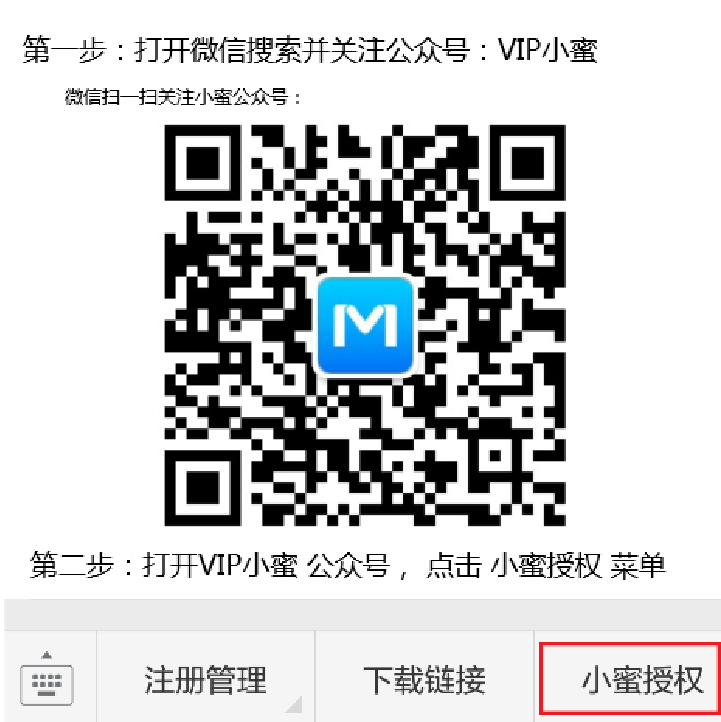 第一步：打开微信搜索并关注公众号：VIP小蜜
微信扫一扫关注小蜜公众号：
M
第二步：打开VIP小蜜 公众号 ，点击 小蜜授权 菜单
注册管理 下载链接 小蜜授权